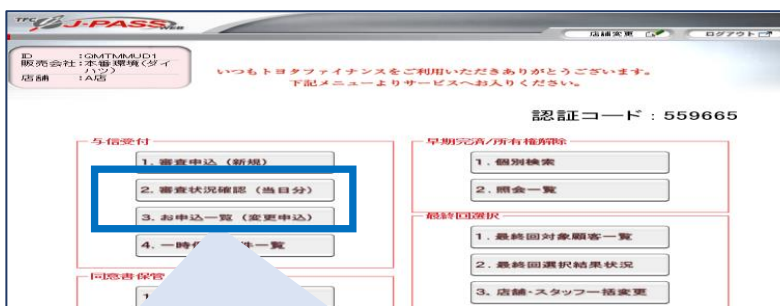 TFC J-PASS WEB
店舗変更
ログアウト
ID :QMTMMUD1
販売会社:本番環境(ダイ
ハツ)
店舗 :A店
いつもトヨタファイナンスをご利用いただきありがとうございます。
下記メニューよりサービスへお入りください。
認証コード:559665
与信受付
1. 審査申込(新規)
2. 審査状況確認(当日分)
3. お申込一覧(変更申込)
4. 一時
件一覧
同意書保管
1
早期完済/所有権解除
1. 個別検索
2. 照会一覧
最終回選択
1. 最終回対象顧客一覧
2. 最終回選択結果状況
3. 店舗・スタッフ一括変更